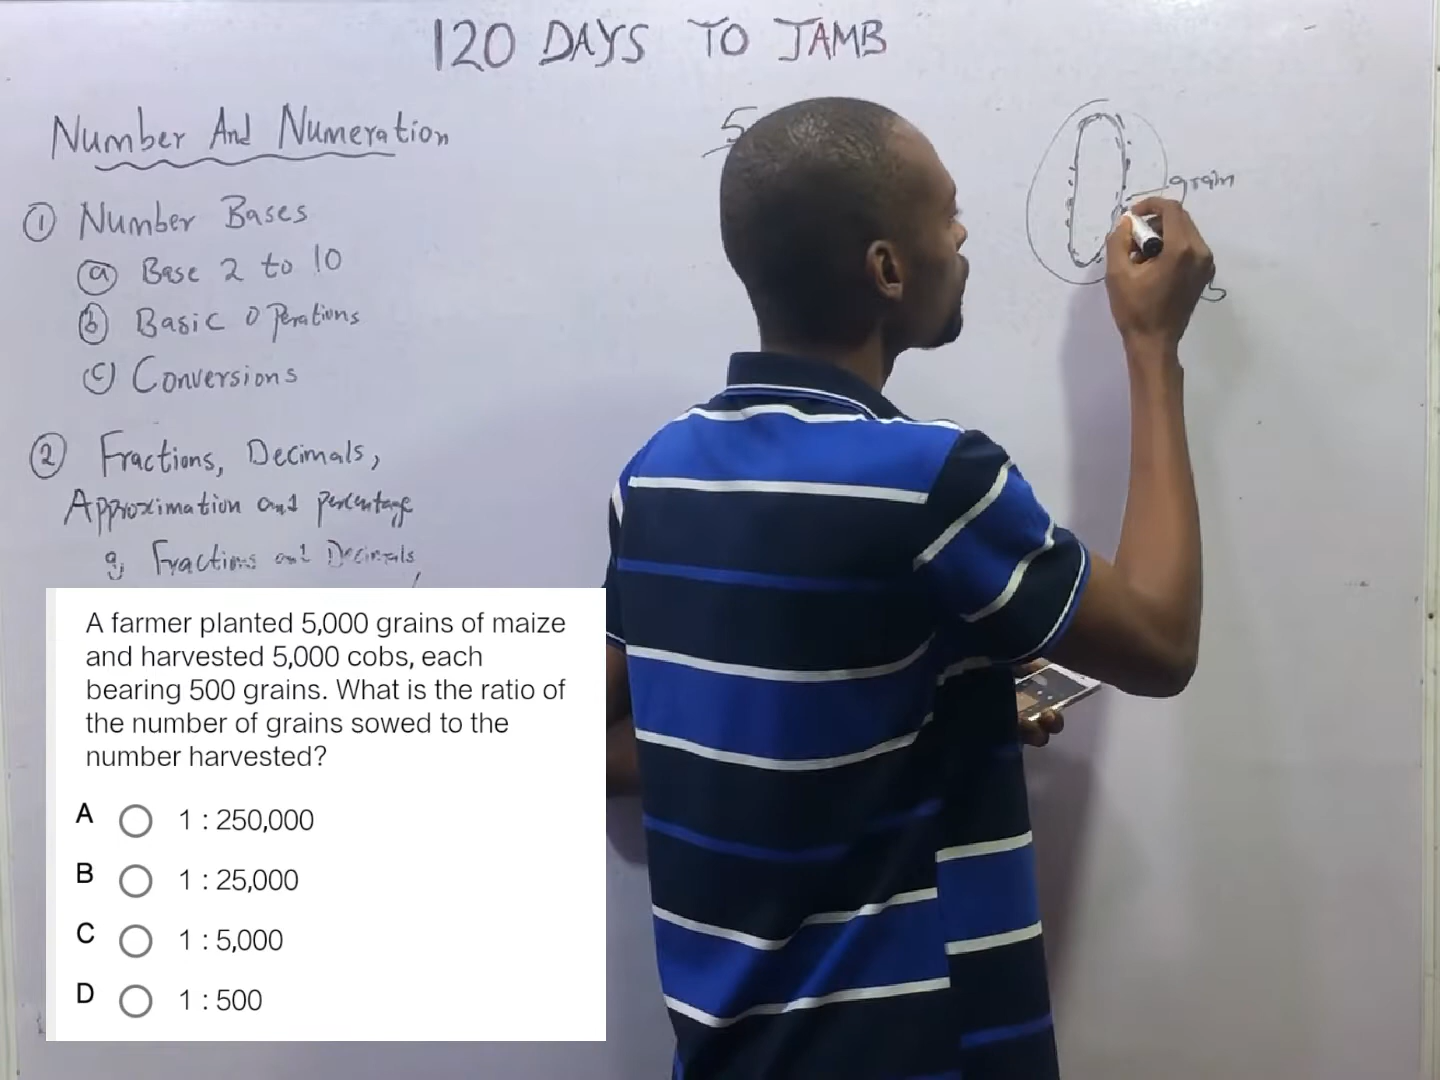 120 DAYS TO JAMB
Number And Numeration
① Number Bases
ⓐ Base 2 to 10
ⓑ Basic Operations
ⓒ Conversions
② Fractions, Decimals,
Approximation and percentage
a, Fractions and Decimals
5
grain
A farmer planted 5,000 grains of maize
and harvested 5,000 cobs, each
bearing 500 grains. What is the ratio of
the number of grains sowed to the
number harvested?
A 1 : 250,000
B 1 : 25,000
C 1 : 5,000
D 1 : 500